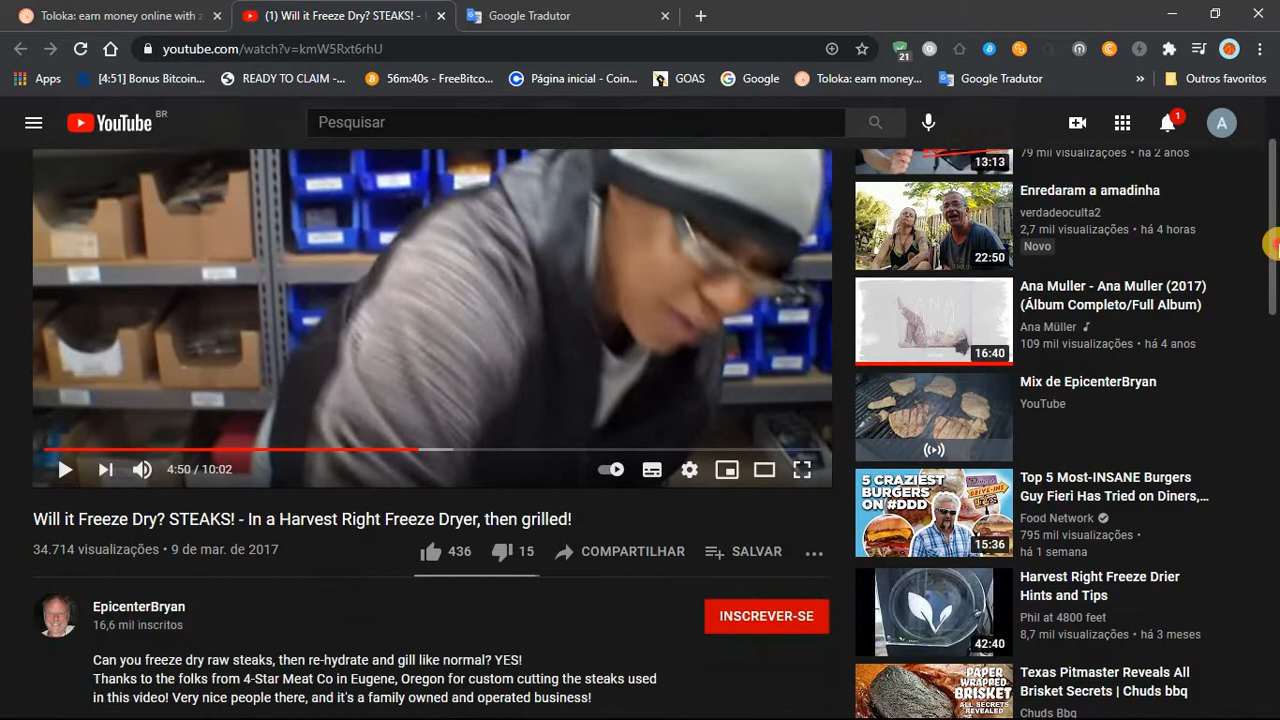 Toloka: earn money online with z
(1) Will it Freeze Dry? STEAKS! - I
Google Tradutor
youtube.com/watch?v=kmW5Rxt6rhU
21
Apps
[4:51] Bonus Bitcoin...
READY TO CLAIM -...
56m:40s - FreeBitco...
Página inicial - Coin...
GOAS
Google
Toloka: earn money...
Google Tradutor
»
Outros favoritos
YouTube BR
Pesquisar
1
A
4:50 / 10:02
Will it Freeze Dry? STEAKS! - In a Harvest Right Freeze Dryer, then grilled!
34.714 visualizações • 9 de mar. de 2017
436
15
COMPARTILHAR
SALVAR
EpicenterBryan
16,6 mil inscritos
INSCREVER-SE
Can you freeze dry raw steaks, then re-hydrate and gill like normal? YES!
Thanks to the folks from 4-Star Meat Co in Eugene, Oregon for custom cutting the steaks used
in this video! Very nice people there, and it's a family owned and operated business!
13:13
79 mil visualizações • há 2 anos
22:50
Enredaram a amadinha
verdadeoculta2
2,7 mil visualizações • há 4 horas
Novo
ANA
16:40
Ana Muller - Ana Muller (2017)
(Álbum Completo/Full Album)
Ana Müller
109 mil visualizações • há 4 anos
Mix de EpicenterBryan
YouTube
5 CRAZIEST
BURGERS
ON #DDD
15:36
Top 5 Most-INSANE Burgers
Guy Fieri Has Tried on Diners,...
Food Network
795 mil visualizações •
há 1 semana
42:40
Harvest Right Freeze Drier
Hints and Tips
Phil at 4800 feet
8,7 mil visualizações • há 3 meses
PAPER
WRAPPED
BRISKET
ALL SECRETS
REVEALED
Texas Pitmaster Reveals All
Brisket Secrets | Chuds bbq
Chuds Bbq